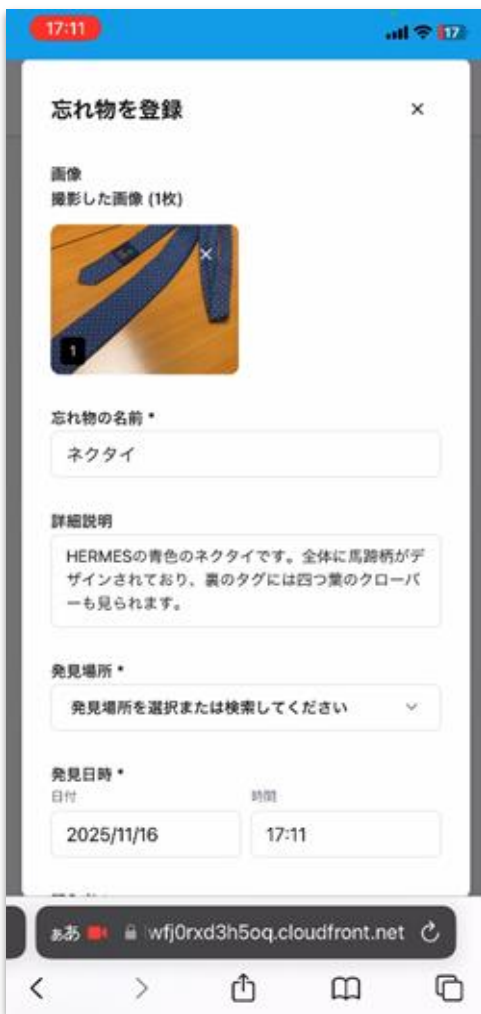 17:11
17
忘れ物を登録
×
画像
撮影した画像 (1枚)
×
1
忘れ物の名前 *
ネクタイ
詳細説明
HERMESの青色のネクタイです。全体に馬蹄柄がデ
ザインされており、裏のタグには四つ葉のクローバ
ーも見られます。
発見場所 *
発見場所を選択または検索してください
発見日時 *
日付
時間
2025/11/16
17:11
ぁあ
wfj0rxd3h5oq.cloudfront.net